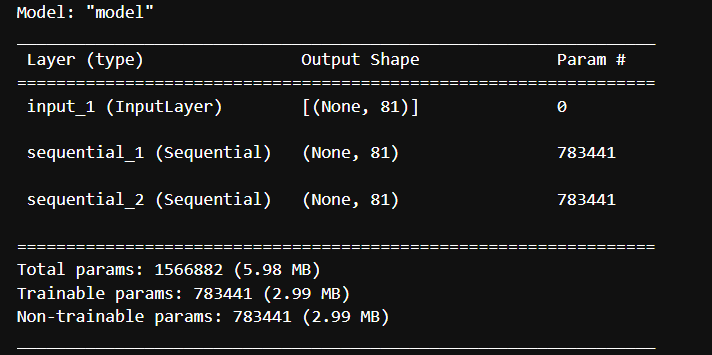 Model: "model"
_________________________________________________________________
Layer (type) Output Shape Param #
=================================================================
input_1 (InputLayer) [(None, 81)] 0
sequential_1 (Sequential) (None, 81) 783441
sequential_2 (Sequential) (None, 81) 783441
=================================================================
Total params: 1566882 (5.98 MB)
Trainable params: 783441 (2.99 MB)
Non-trainable params: 783441 (2.99 MB)
_________________________________________________________________